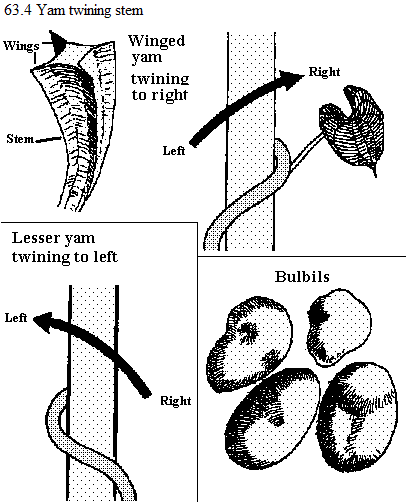 63.4 Yam twining stem
Wings
Stem
Winged
yam
twining
to right
Right
Left
Lesser yam
twining to left
Left
Right
Bulbils